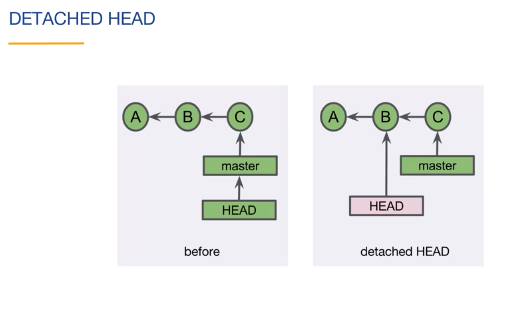 DETACHED HEAD
A B C
master
HEAD
before
A B C
master
HEAD
detached HEAD